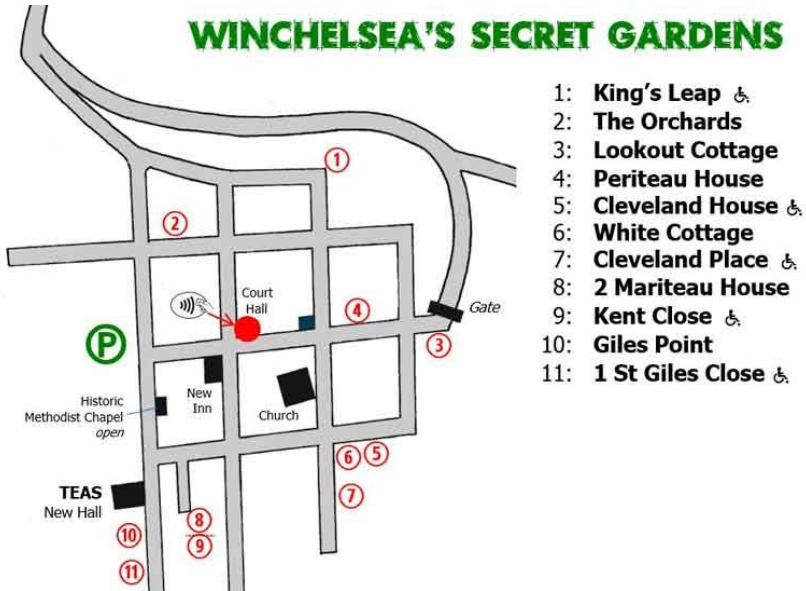 WINCHELSEA'S SECRET GARDENS
1: King's Leap
2: The Orchards
3: Lookout Cottage
4: Periteau House
5: Cleveland House
6: White Cottage
7: Cleveland Place
8: 2 Mariteau House
9: Kent Close
10: Giles Point
11: 1 St Giles Close
1
2
Court
Hall
4
Gate
3
P
New
Inn
Historic
Methodist Chapel
open
Church
6
5
TEAS
New Hall
7
8
9
10
11